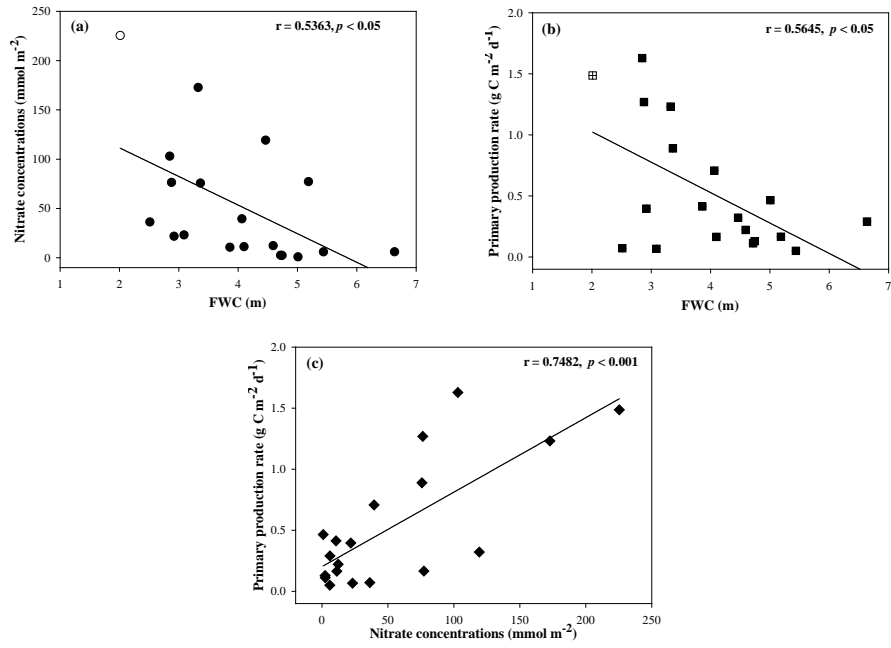 (a)
r = 0.5363, p < 0.05
Nitrate concentrations (mmol m-2)
250
200
150
100
50
0
1 2 3 4 5 6 7
FWC (m)
(b)
r = 0.5645, p < 0.05
Primary production rate (g C m-2 d-1)
2.0
1.5
1.0
0.5
0.0
1 2 3 4 5 6 7
FWC (m)
(c)
r = 0.7482, p < 0.001
Primary production rate (g C m-2 d-1)
2.0
1.5
1.0
0.5
0.0
0 50 100 150 200 250
Nitrate concentrations (mmol m-2)